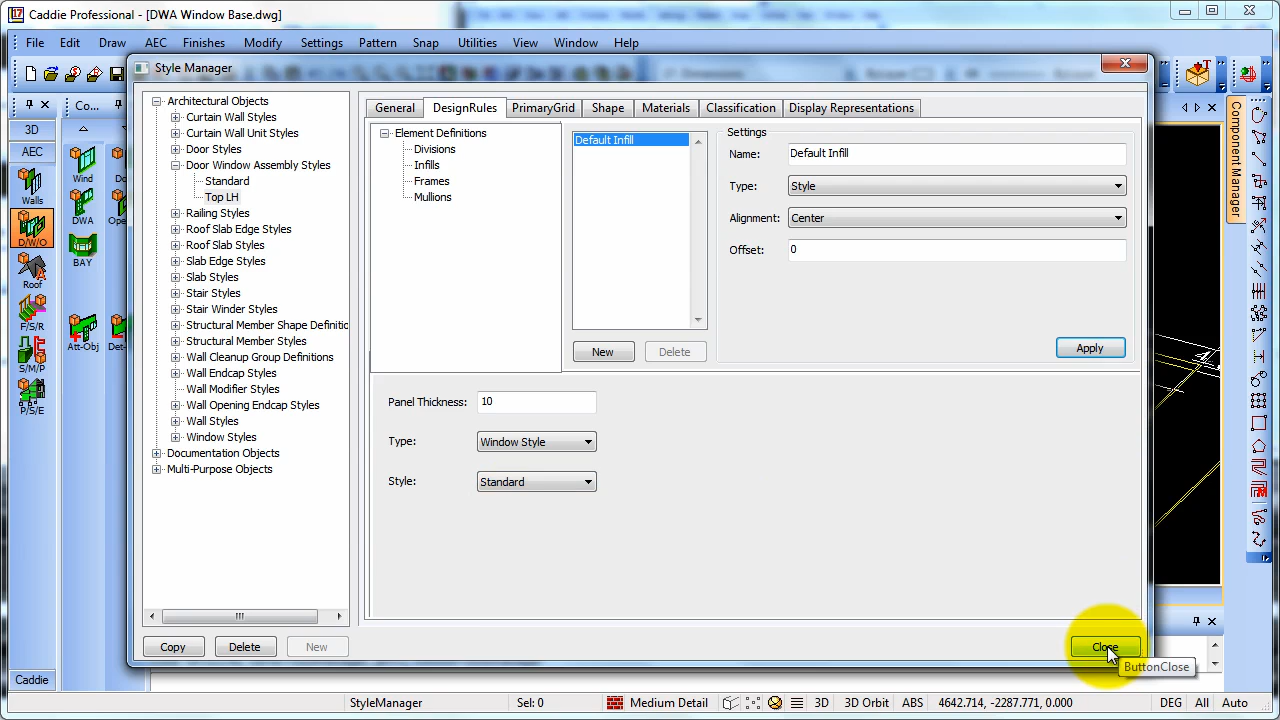 Caddie Professional - [DWA Window Base.dwg]
File Edit Draw AEC Finishes Modify Settings Pattern Snap Utilities View Window Help
Style Manager
3D
AEC
Walls
D/W/O
Roof
F/S/R
S/M/P
P/S/E
Caddie
Co...
Wind
DWA
BAY
Att-Obj
Architectural Objects
Curtain Wall Styles
Curtain Wall Unit Styles
Door Styles
Door Window Assembly Styles
Standard
Top LH
Railing Styles
Roof Slab Edge Styles
Roof Slab Styles
Slab Edge Styles
Slab Styles
Stair Styles
Stair Winder Styles
Structural Member Shape Definitic
Structural Member Styles
Wall Cleanup Group Definitions
Wall Endcap Styles
Wall Modifier Styles
Wall Opening Endcap Styles
Wall Styles
Window Styles
Documentation Objects
Multi-Purpose Objects
Copy Delete New
General DesignRules PrimaryGrid Shape Materials Classification Display Representations
Element Definitions
Divisions
Infills
Frames
Mullions
Default Infill
New Delete
Settings
Name: Default Infill
Type: Style
Alignment: Center
Offset: 0
Apply
Panel Thickness: 10
Type: Window Style
Style: Standard
Close
ButtonClose
Component Manager
StyleManager Sel: 0 Medium Detail 3D 3D Orbit ABS 4642.714, -2287.771, 0.000 DEG All Auto